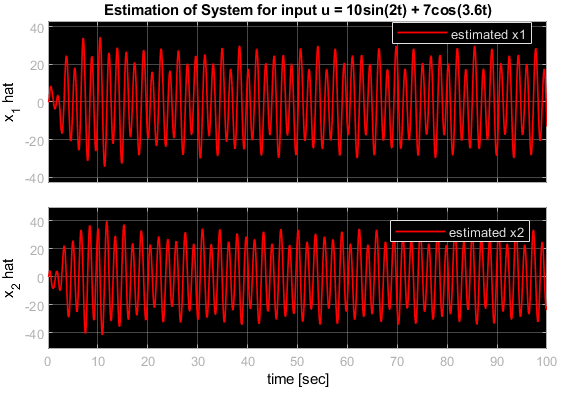 Estimation of System for input u = 10sin(2t) + 7cos(3.6t)
estimated x1
40
20
0
-20
-40
x1 hat
estimated x2
40
20
0
-20
-40
x2 hat
0 10 20 30 40 50 60 70 80 90 100
time [sec]